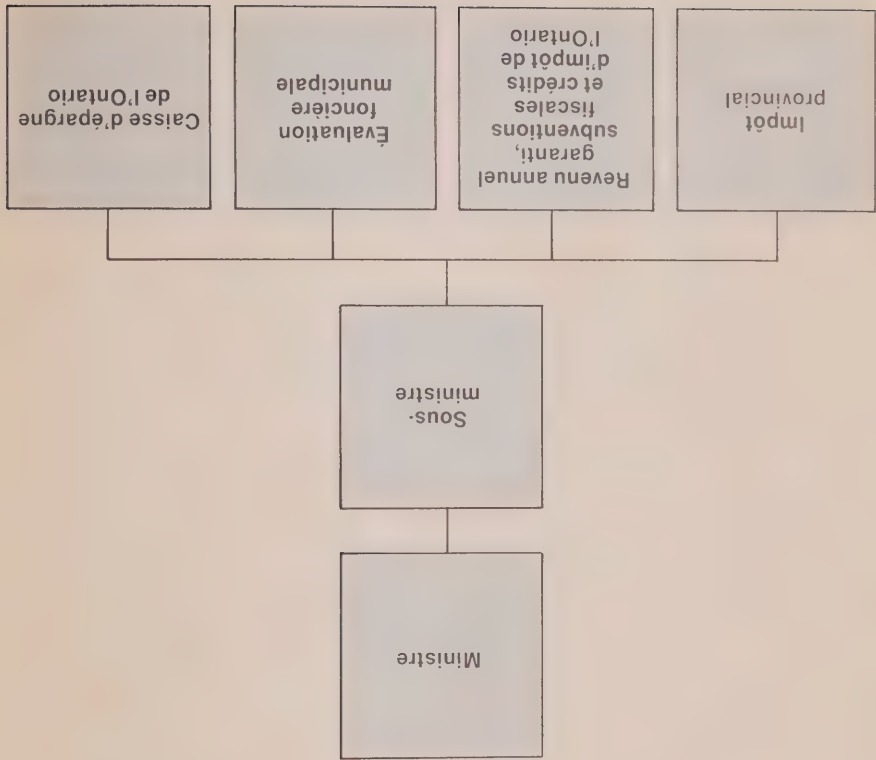 Ministre
Sous-
ministre
Impôt
provincial
Revenu annuel
garanti,
subventions
fiscales
et crédits
d'impôt de
l'Ontario
Évaluation
foncière
municipale
Caisse d'épargne
de l'Ontario